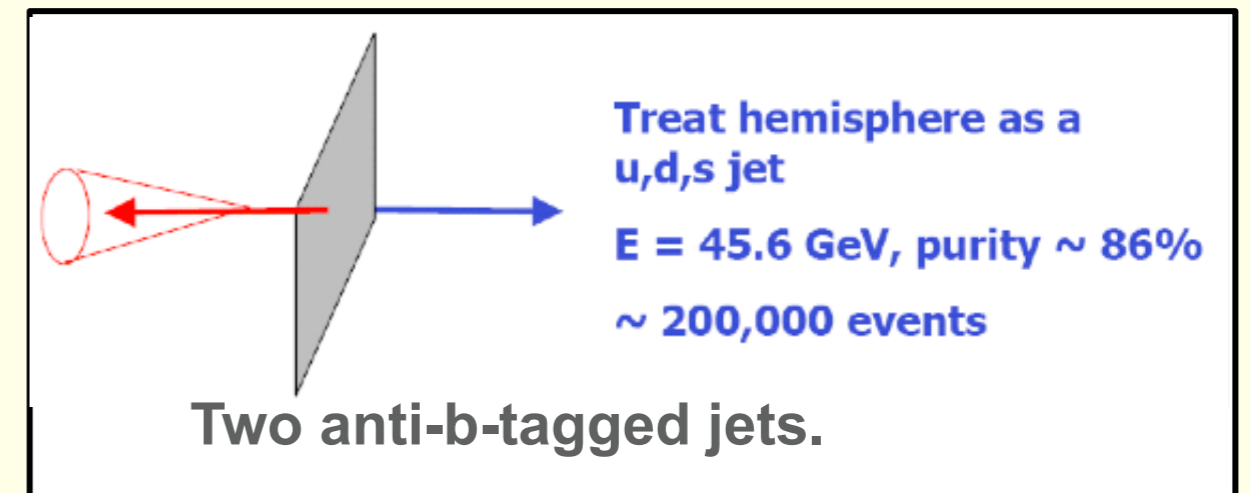 Treat hemisphere as a
u,d,s jet
E = 45.6 GeV, purity ~ 86%
~ 200,000 events
Two anti-b-tagged jets.